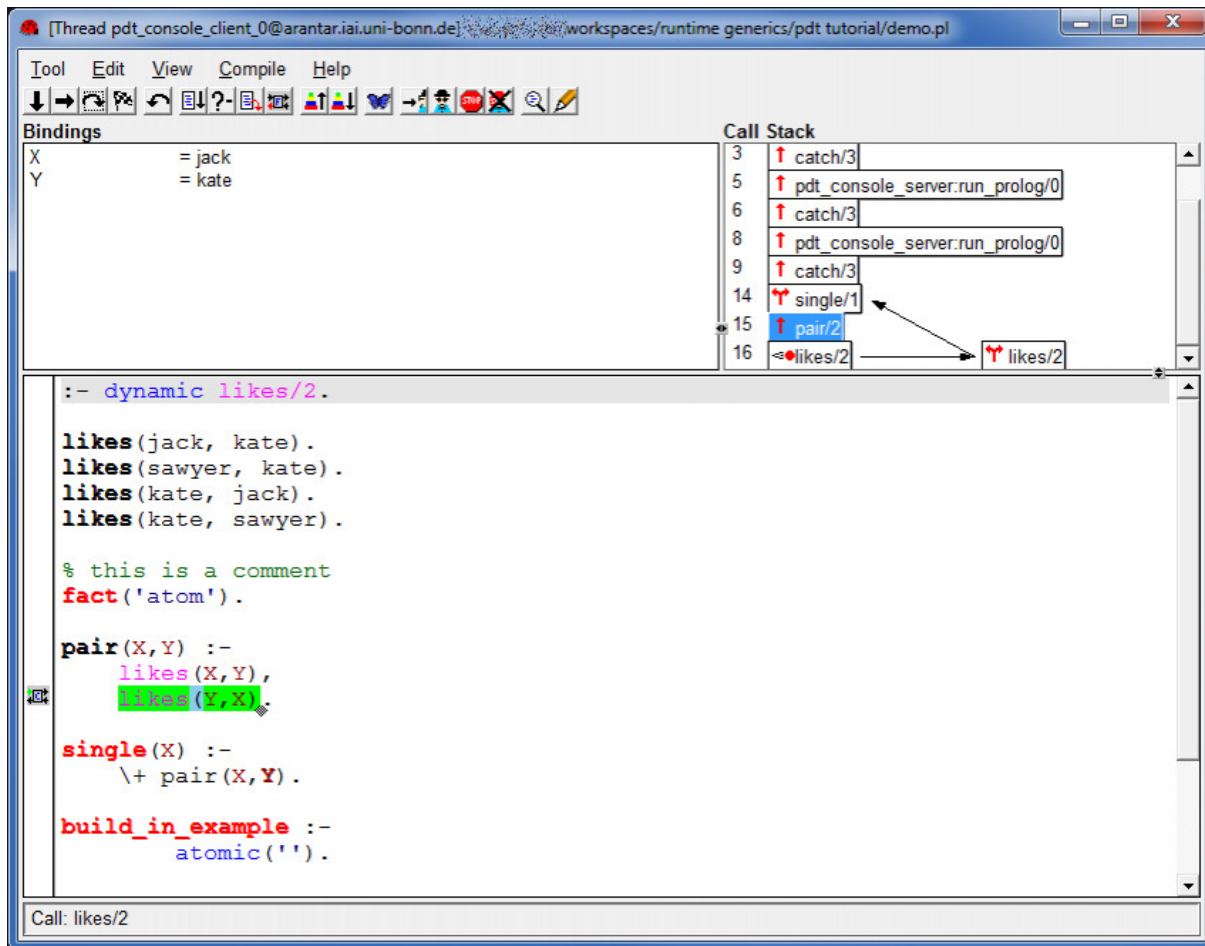 [Thread pdt_console_client_0@arantar.iai.uni-bonn.de] workspaces/runtime generics/pdt tutorial/demo.pl
Tool Edit View Compile Help
?- STOP
Bindings
X = jack
Y = kate
Call Stack
3 catch/3
5 pdt_console_server:run_prolog/0
6 catch/3
8 pdt_console_server:run_prolog/0
9 catch/3
14 single/1
15 pair/2
16 likes/2 likes/2
:- dynamic likes/2.
likes(jack, kate).
likes(sawyer, kate).
likes(kate, jack).
likes(kate, sawyer).
% this is a comment
fact('atom').
pair(X,Y) :-
likes(X,Y),
likes(Y,X).
single(X) :-
\+ pair(X,Y).
build_in_example :-
atomic('').
Call: likes/2